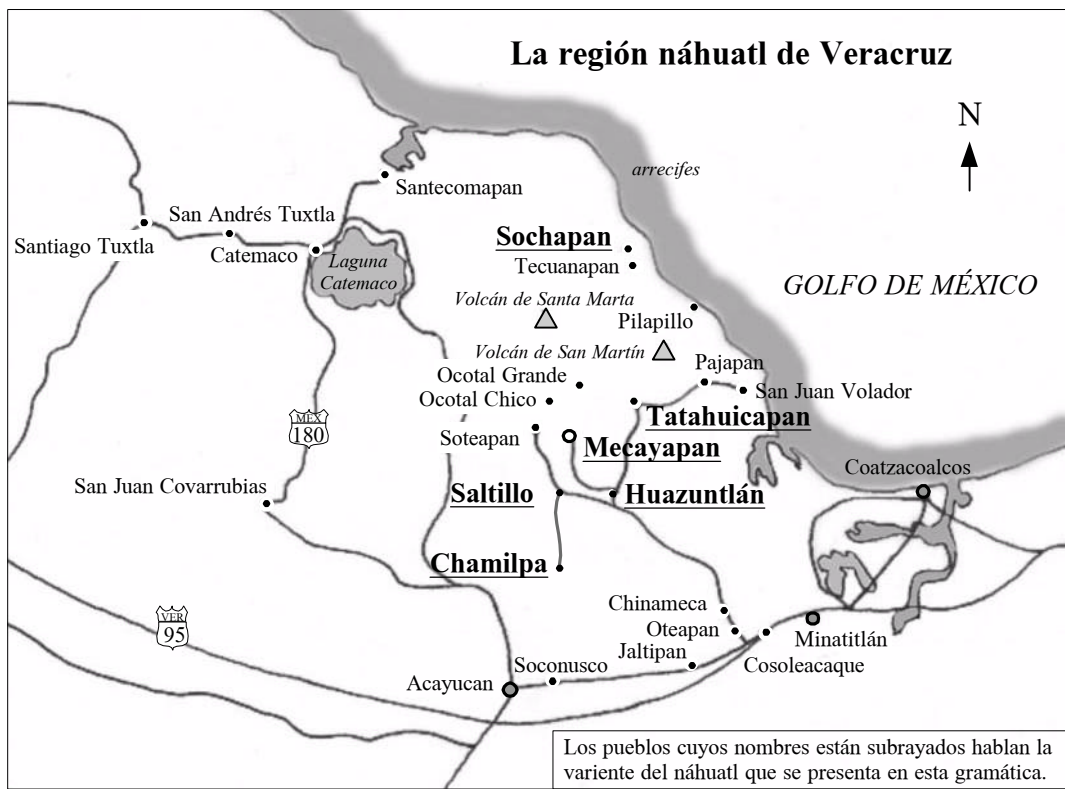 La región náhuatl de Veracruz
N
arrecifes
Santecomapan
San Andrés Tuxtla
Santiago Tuxtla
Catemaco
Laguna
Catemaco
Sochapan
Tecuanapan
GOLFO DE MÉXICO
Volcán de Santa Marta
Pilapillo
Volcán de San Martín
Pajapan
Ocotal Grande
San Juan Volador
Ocotal Chico
Tatahuicapan
MEX
180
Soteapan
Mecayapan
Coatzacoalcos
San Juan Covarrubias
Saltillo
Huazuntlán
Chamilpa
Chinameca
VER
95
Oteapan
Minatitlán
Jaltipan
Cosoleacaque
Soconusco
Acayucan
Los pueblos cuyos nombres están subrayados hablan la
variente del náhuatl que se presenta en esta gramática.